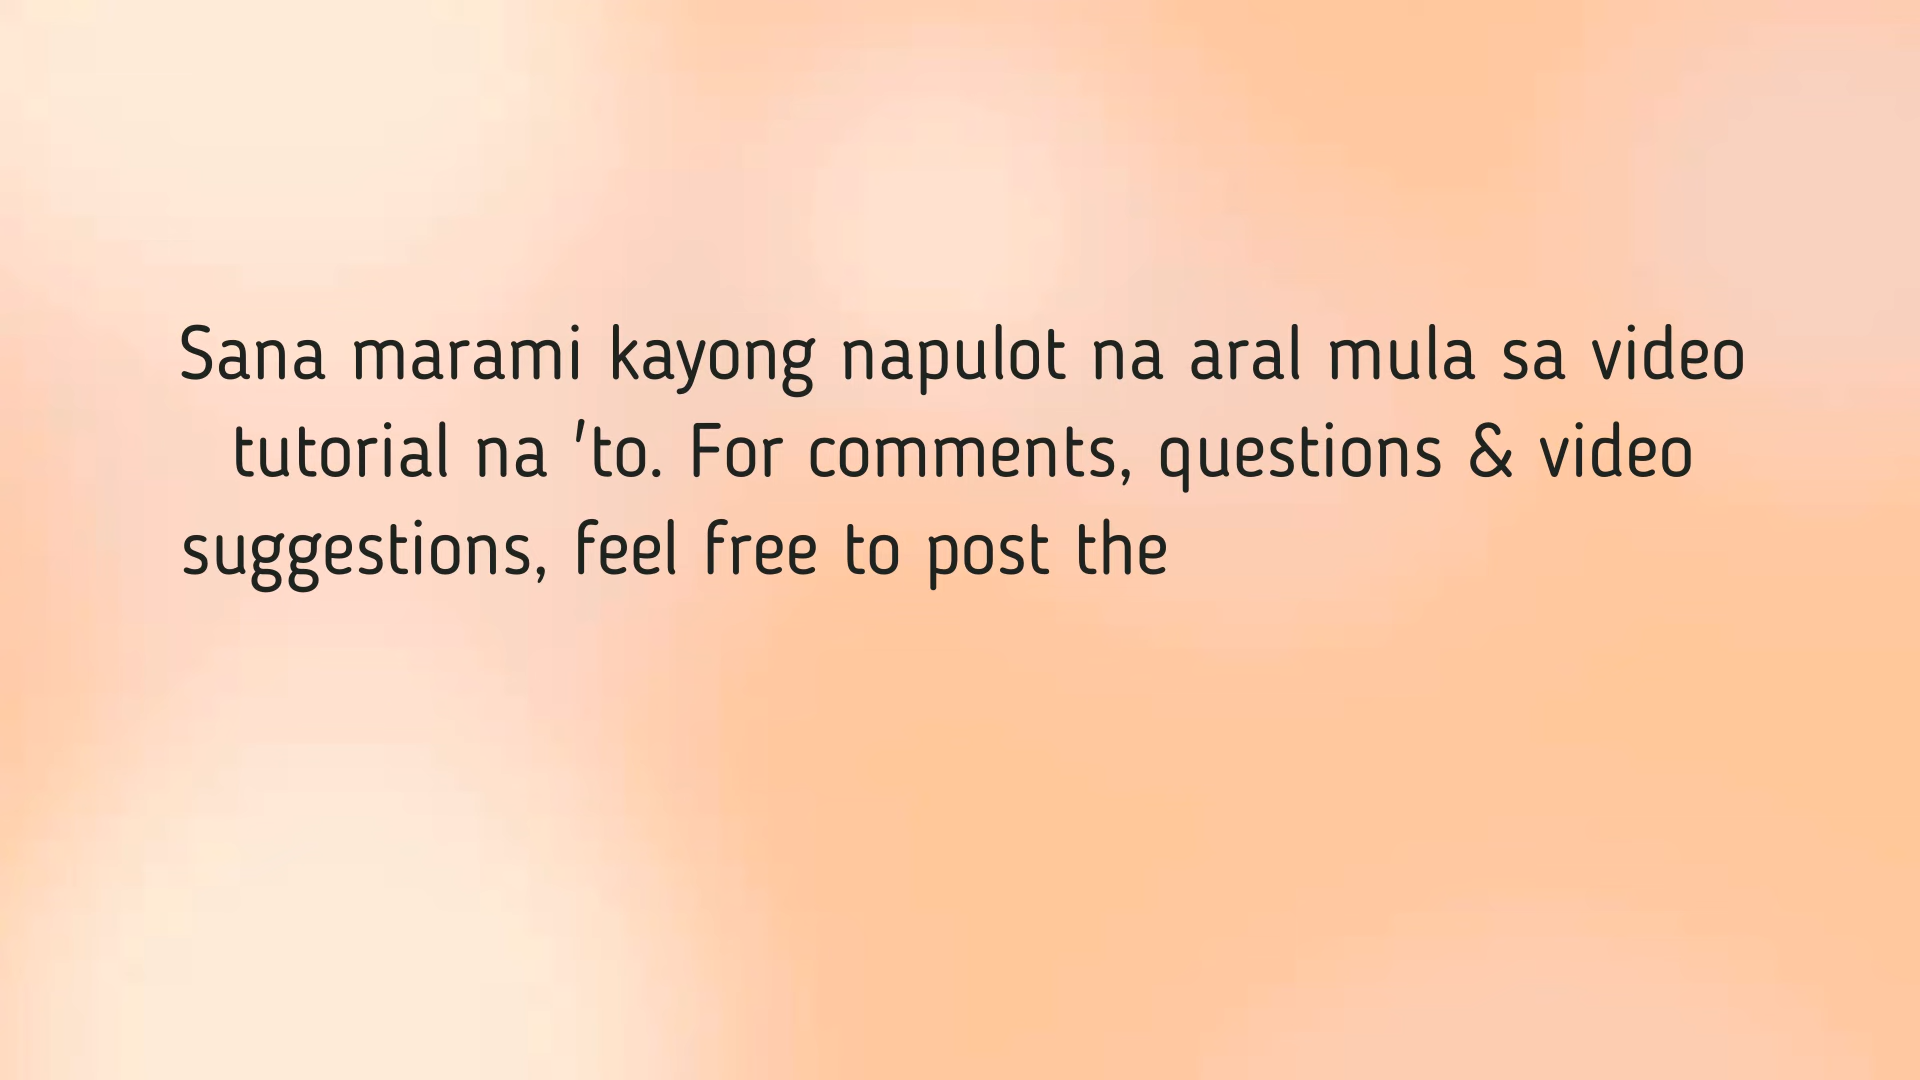 Sana marami kayong napulot na aral mula sa video
tutorial na 'to. For comments, questions & video
suggestions, feel free to post the